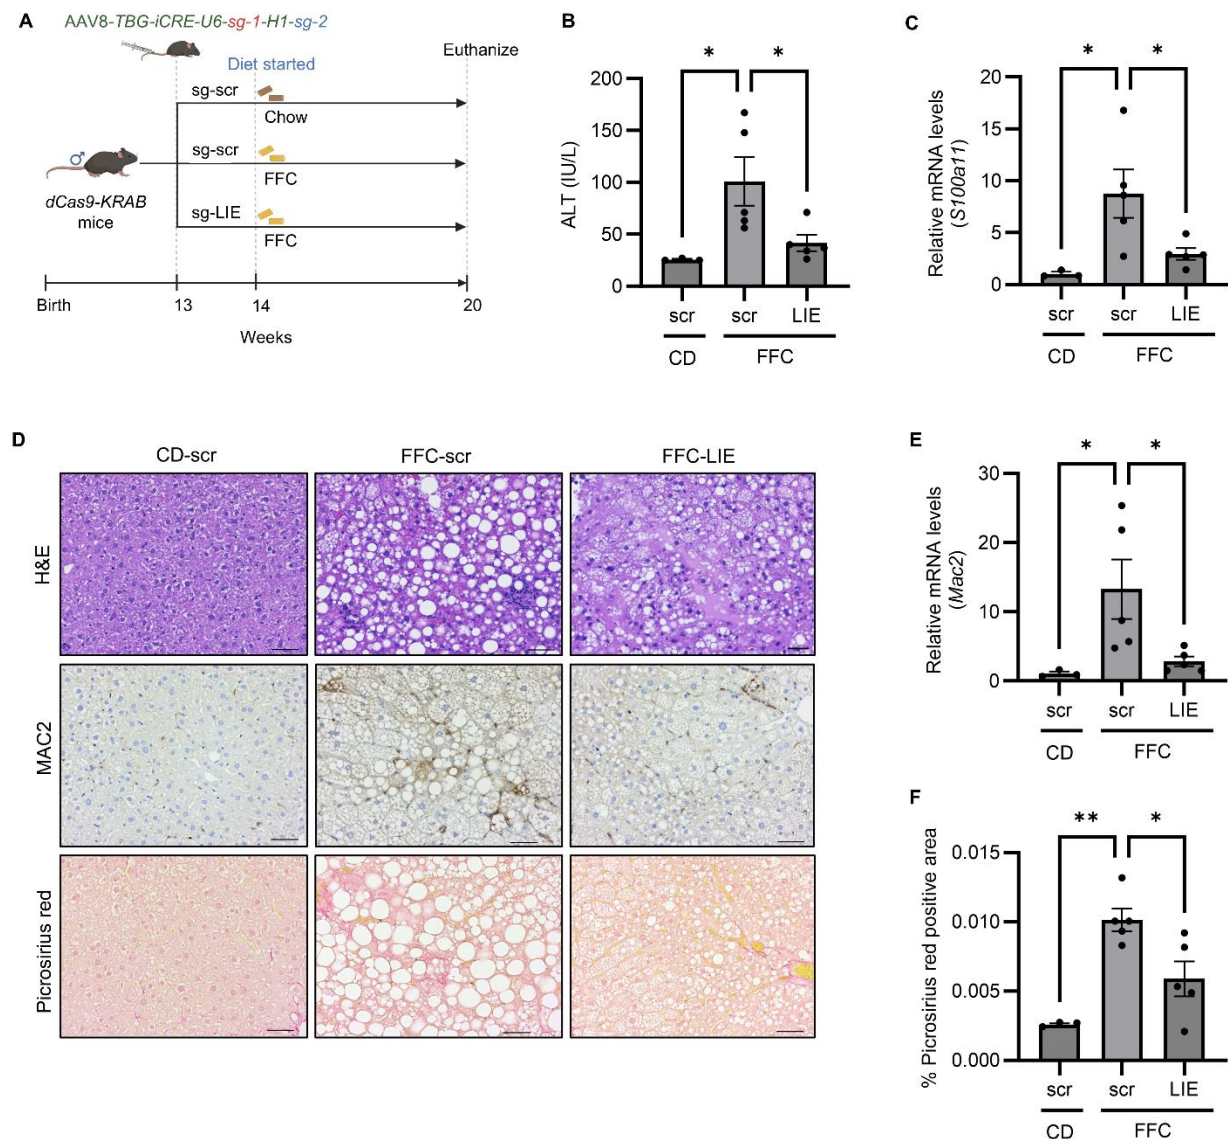 A
AAV8-TBG-iCRE-U6-sg-1-H1-sg-2
Euthanize
Diet started
sg-scr
Chow
sg-scr
FFC
♂
dCas9-KRAB
mice
sg-LIE
FFC
Birth
13
14
20
Weeks
B
*
*
ALT (IU/L)
200
150
100
50
0
scr
scr
LIE
CD
FFC
C
*
*
Relative mRNA levels
(S100a11)
20
15
10
5
0
scr
scr
LIE
CD
FFC
D
CD-scr
FFC-scr
FFC-LIE
H&E
MAC2
Picrosirius red
E
*
*
Relative mRNA levels
(Mac2)
30
20
10
0
scr
scr
LIE
CD
FFC
F
**
*
% Picrosirius red positive area
0.015
0.010
0.005
0.000
scr
scr
LIE
CD
FFC